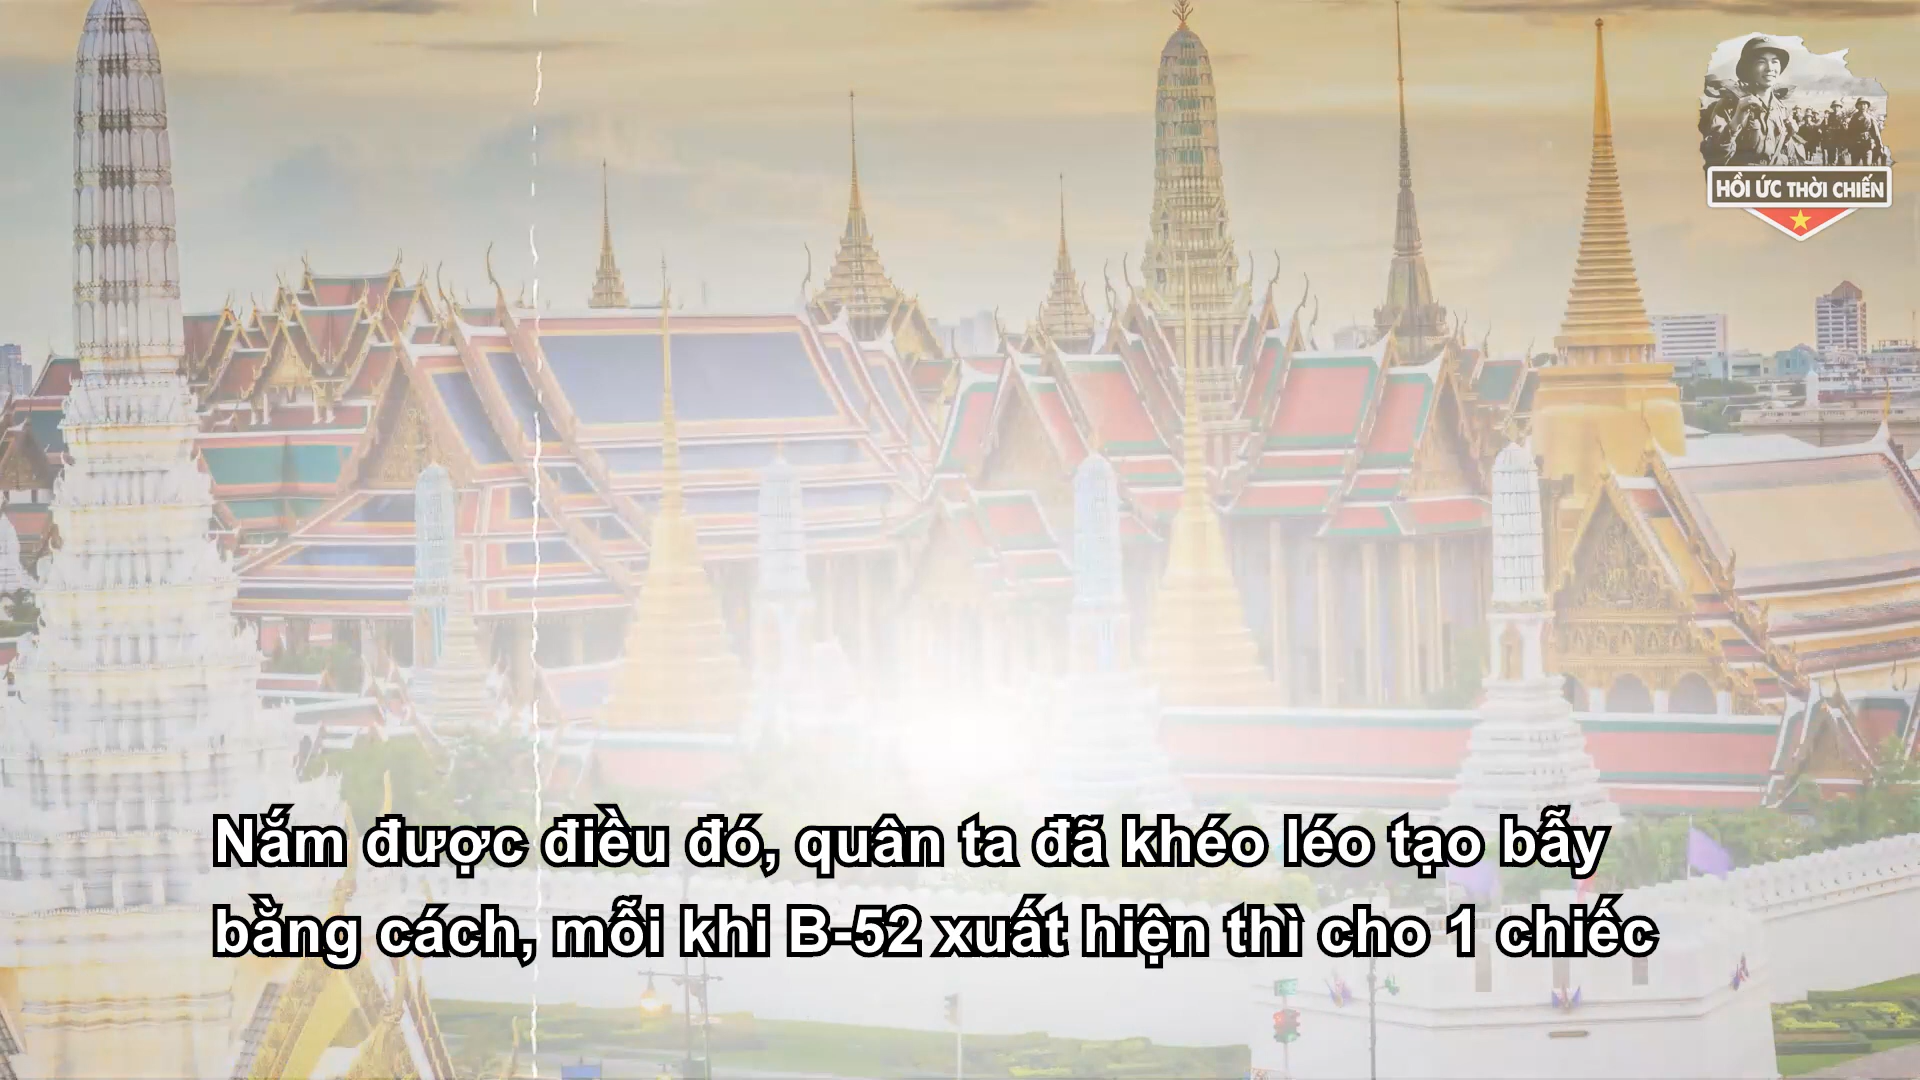 HỒI ỨC THỜI CHIẾN
Nắm được điều đó, quân ta đã khéo léo tạo bẫy
bằng cách, mỗi khi B-52 xuất hiện thì cho 1 chiếc